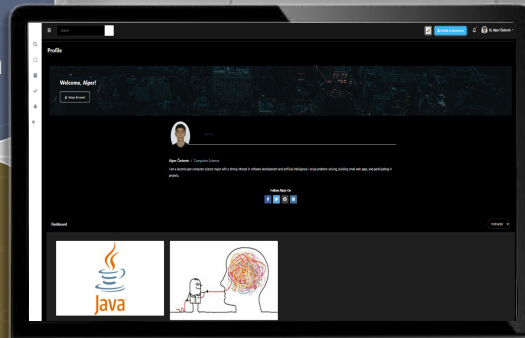 Search
Hi, Alper
Profile
Welcome, Alper!
Setup Account
Alper | Computer Science
I am a second year computer science major with a strong interest in software development and artificial intelligence. I enjoy problem solving, building small web apps, and participating in
projects.
Follow Alper On
f
Dashboard
Instructor
Java